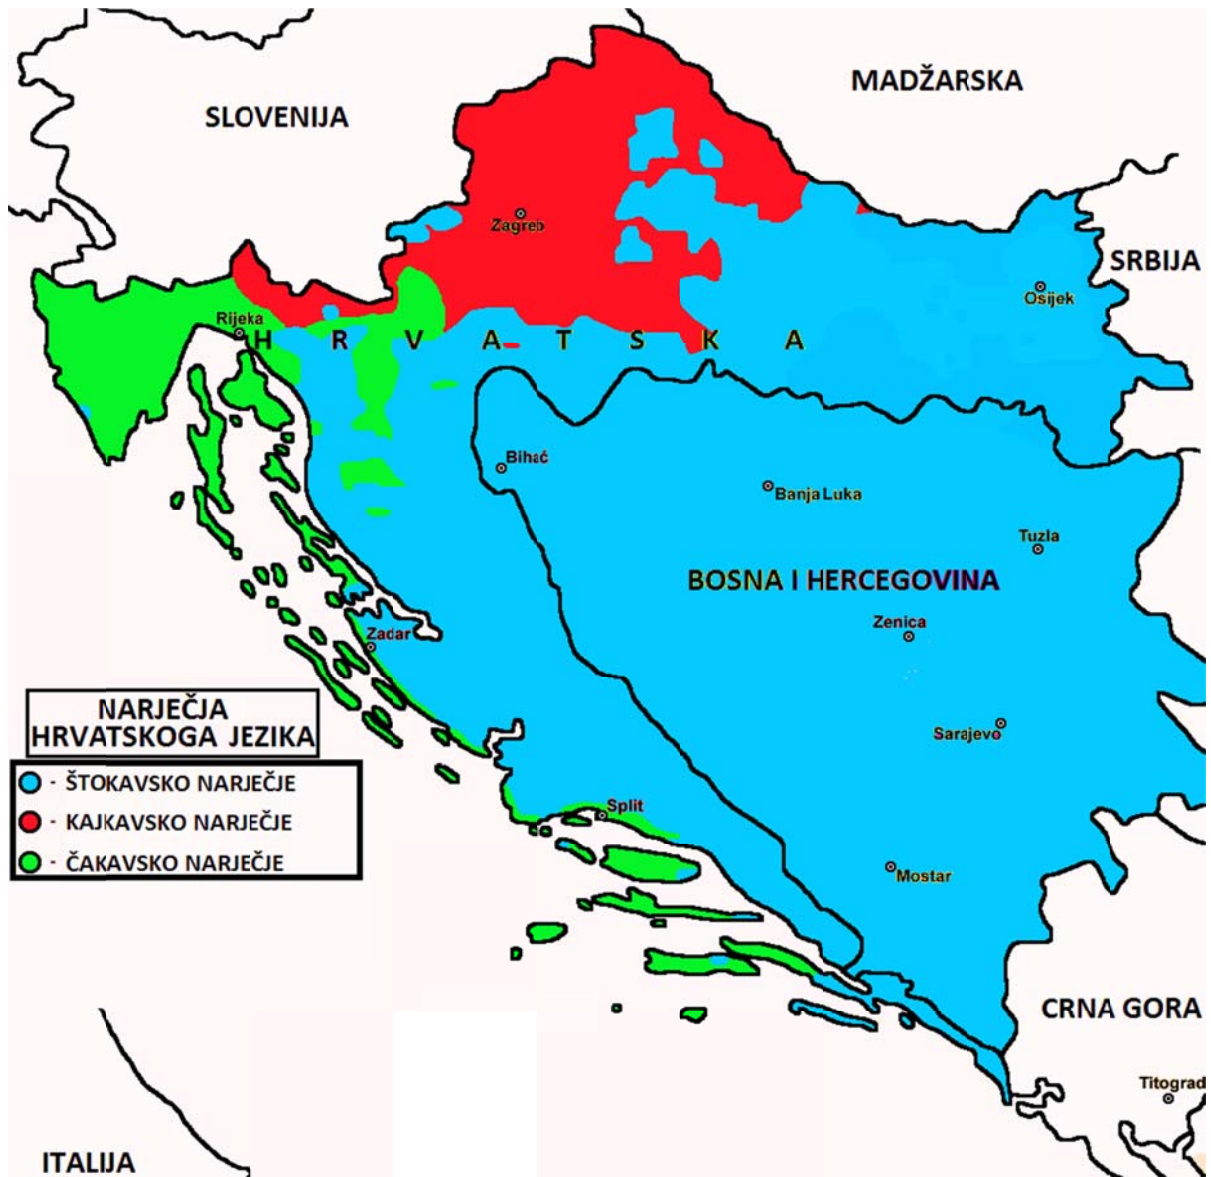 MADŽARSKA
SLOVENIJA
Zagreb
SRBIJA
Osijek
Rijeka
H R V A T S K A
Bihać
Banja Luka
Tuzla
BOSNA I HERCEGOVINA
Zenica
Zadar
NARJEČJA
HRVATSKOGA JEZIKA
Sarajevo
- ŠTOKAVSKO NARJEČJE
- KAJKAVSKO NARJEČJE
- ČAKAVSKO NARJEČJE
Split
Mostar
CRNA GORA
Titograd
ITALIJA